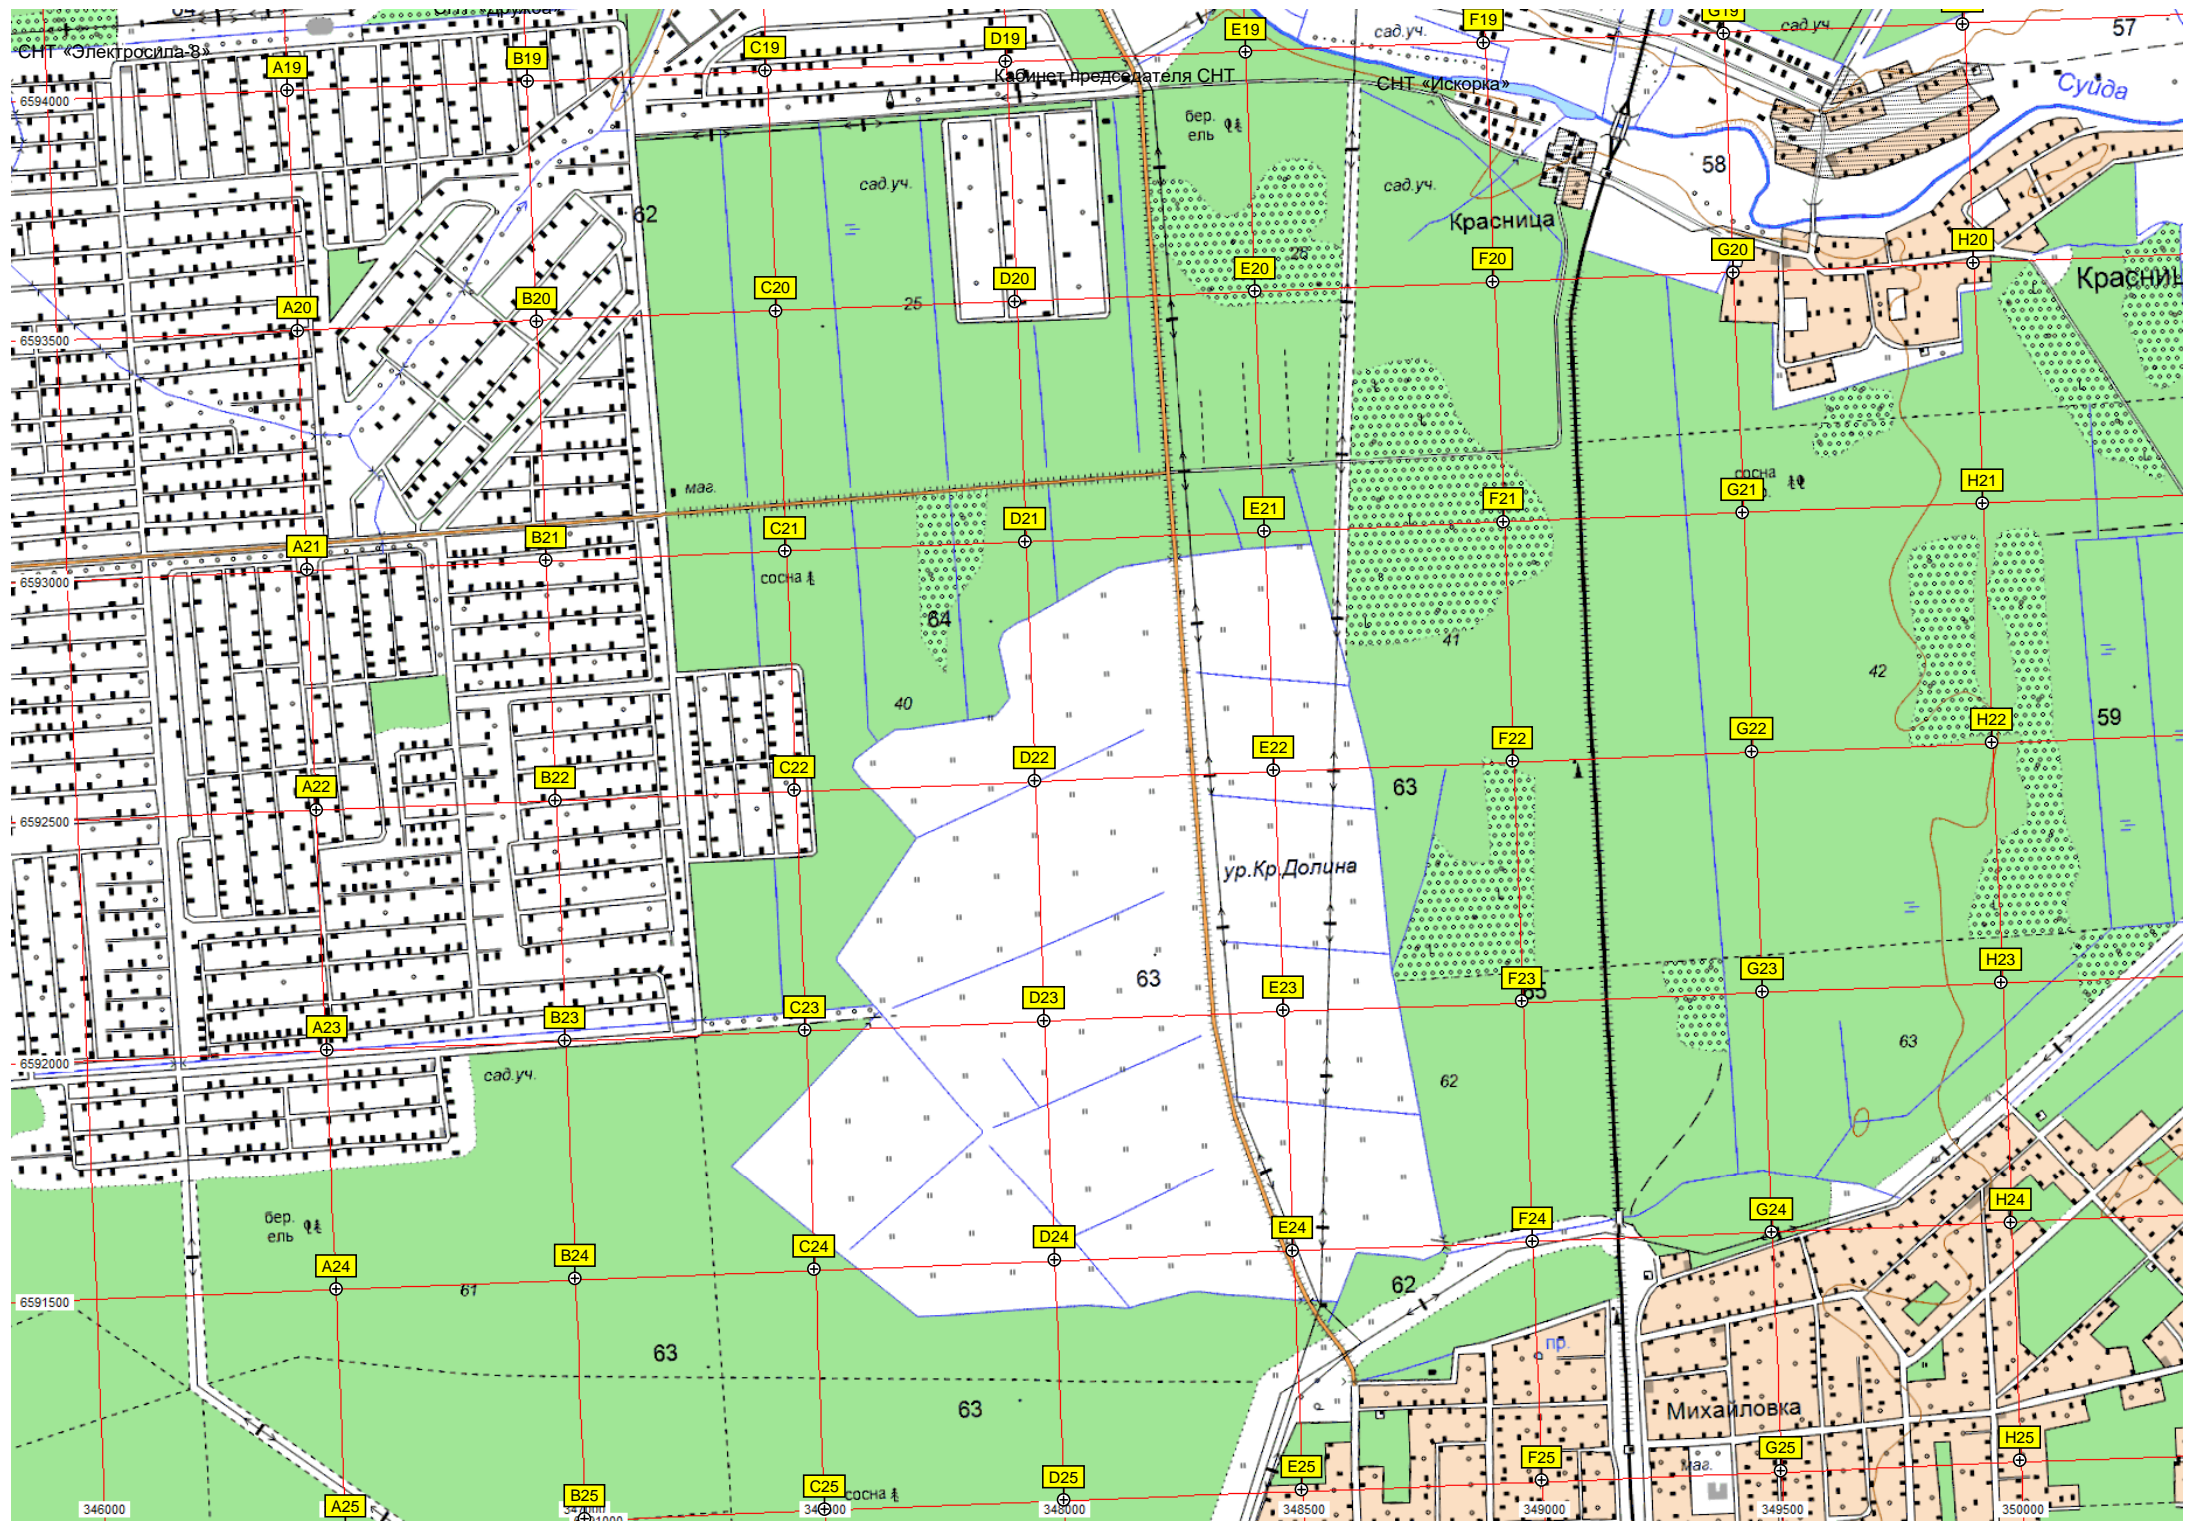 СНТ «Электросила-8»
57
F19
G19
E19
D19
C19
B19
A19
сад.уч.
сад.уч.
Кабинет председателя СНТ
СНТ «Искорка»
Суйда
6594000
бер.
ель
58
сад.уч.
сад.уч.
62
Красница
H20
G20
F20
E20
D20
C20
B20
A20
26
25
6593500
маг.
сосна
H21
G21
F21
E21
D21
C21
B21
A21
6593000
сосна
64
41
42
40
59
H22
G22
F22
E22
D22
C22
B22
A22
63
6592500
ур.Кр.Долина
63
H23
G23
F23
E23
D23
C23
B23
A23
65
63
6592000
сад.уч.
62
бер.
ель
H24
G24
F24
E24
D24
C24
B24
A24
62
61
6591500
63
пр.
63
Михайловка
H25
G25
F25
E25
D25
C25
B25
A25
маг.
сосна
346000
348000
348500
349000
349500
350000